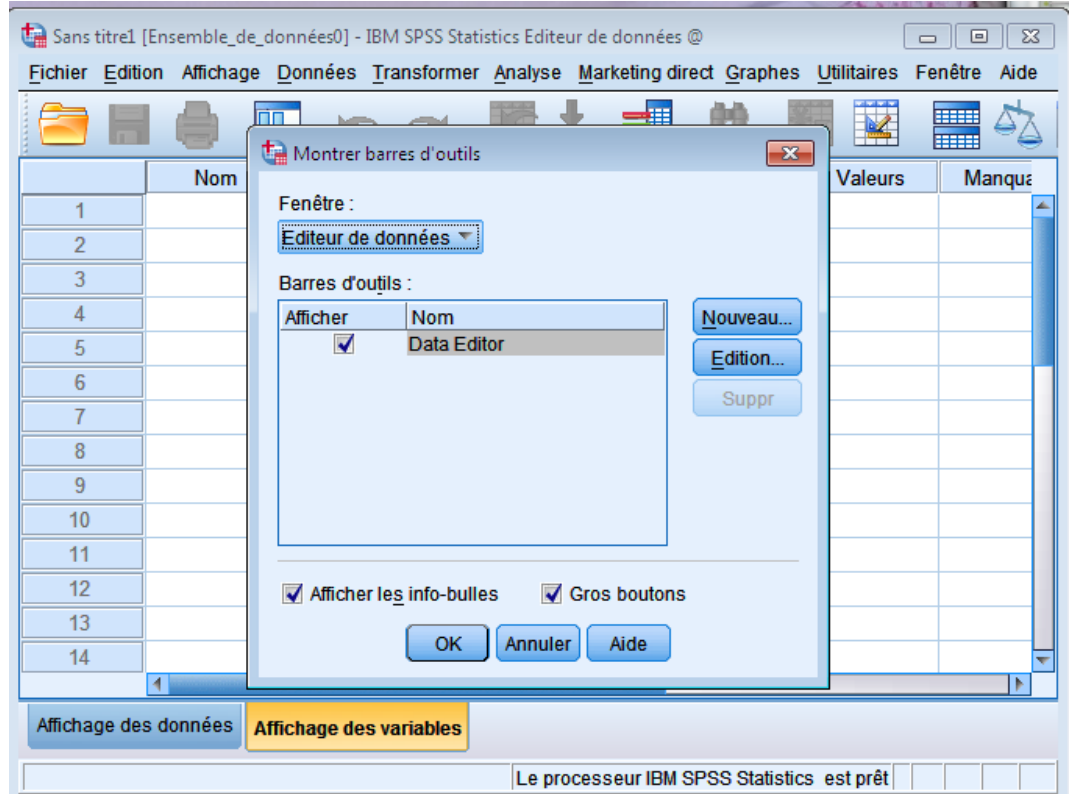 Sans titre1 [Ensemble_de_données0] - IBM SPSS Statistics Editeur de données @
Fichier Edition Affichage Données Transformer Analyse Marketing direct Graphes Utilitaires Fenêtre Aide
Montrer barres d'outils
Nom Valeurs Manqua
Fenêtre :
Editeur de données
Barres d'outils :
Afficher Nom
Data Editor
Nouveau...
Edition...
Suppr
1
2
3
4
5
6
7
8
9
10
11
12
13
14
Afficher les info-bulles Gros boutons
OK Annuler Aide
Affichage des données Affichage des variables
Le processeur IBM SPSS Statistics est prêt